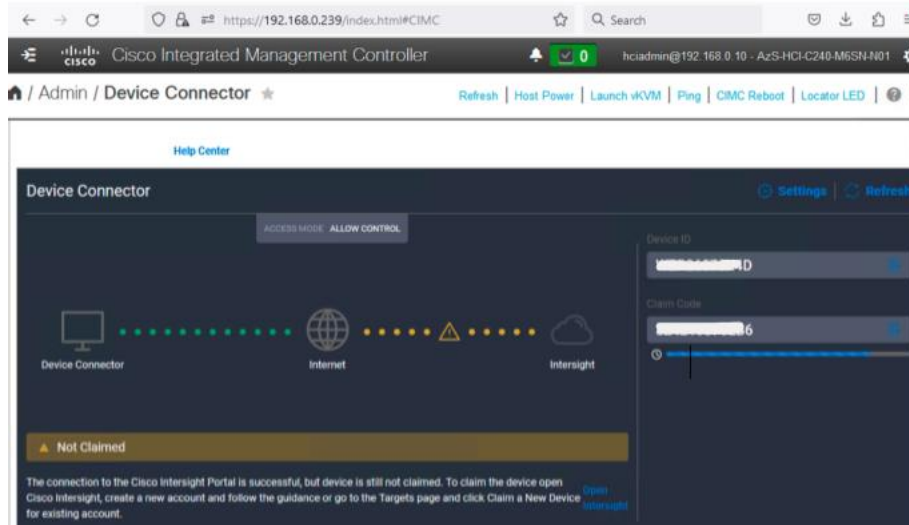 https://192.168.0.239/index.html#CIMC
Search
cisco
Cisco Integrated Management Controller
0
hciadmin@192.168.0.10 - AzS-HCI-C240-M6SN-N01
/ Admin / Device Connector
Refresh | Host Power | Launch vKVM | Ping | CIMC Reboot | Locator LED |
Help Center
Device Connector
Settings | Refresh
ACCESS MODE ALLOW CONTROL
Device ID
D
Claim Code
6
Device Connector
Internet
Intersight
Not Claimed
The connection to the Cisco Intersight Portal is successful, but device is still not claimed. To claim the device open
Cisco Intersight, create a new account and follow the guidance or go to the Targets page and click Claim a New Device
for existing account.
Open
Intersight